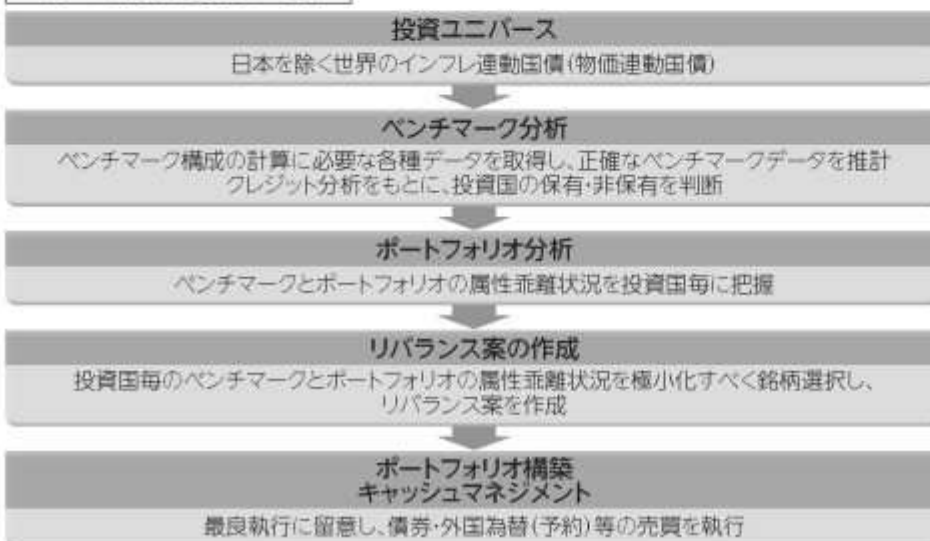 投資ユニバース
日本を除く世界のインフレ連動国債(物価連動国債)
ベンチマーク分析
ベンチマーク構成の計算に必要な各種データを取得し、正確なベンチマークデータを推計
クレジット分析をもとに、投資国の保有・非保有を判断
ポートフォリオ分析
ベンチマークとポートフォリオの属性乖離状況を投資国毎に把握
リバランス案の作成
投資国毎のベンチマークとポートフォリオの属性乖離状況を極小化すべく銘柄選択し、
リバランス案を作成
ポートフォリオ構築
キャッシュマネジメント
最良執行に留意し、債券・外国為替(予約)等の売買を執行